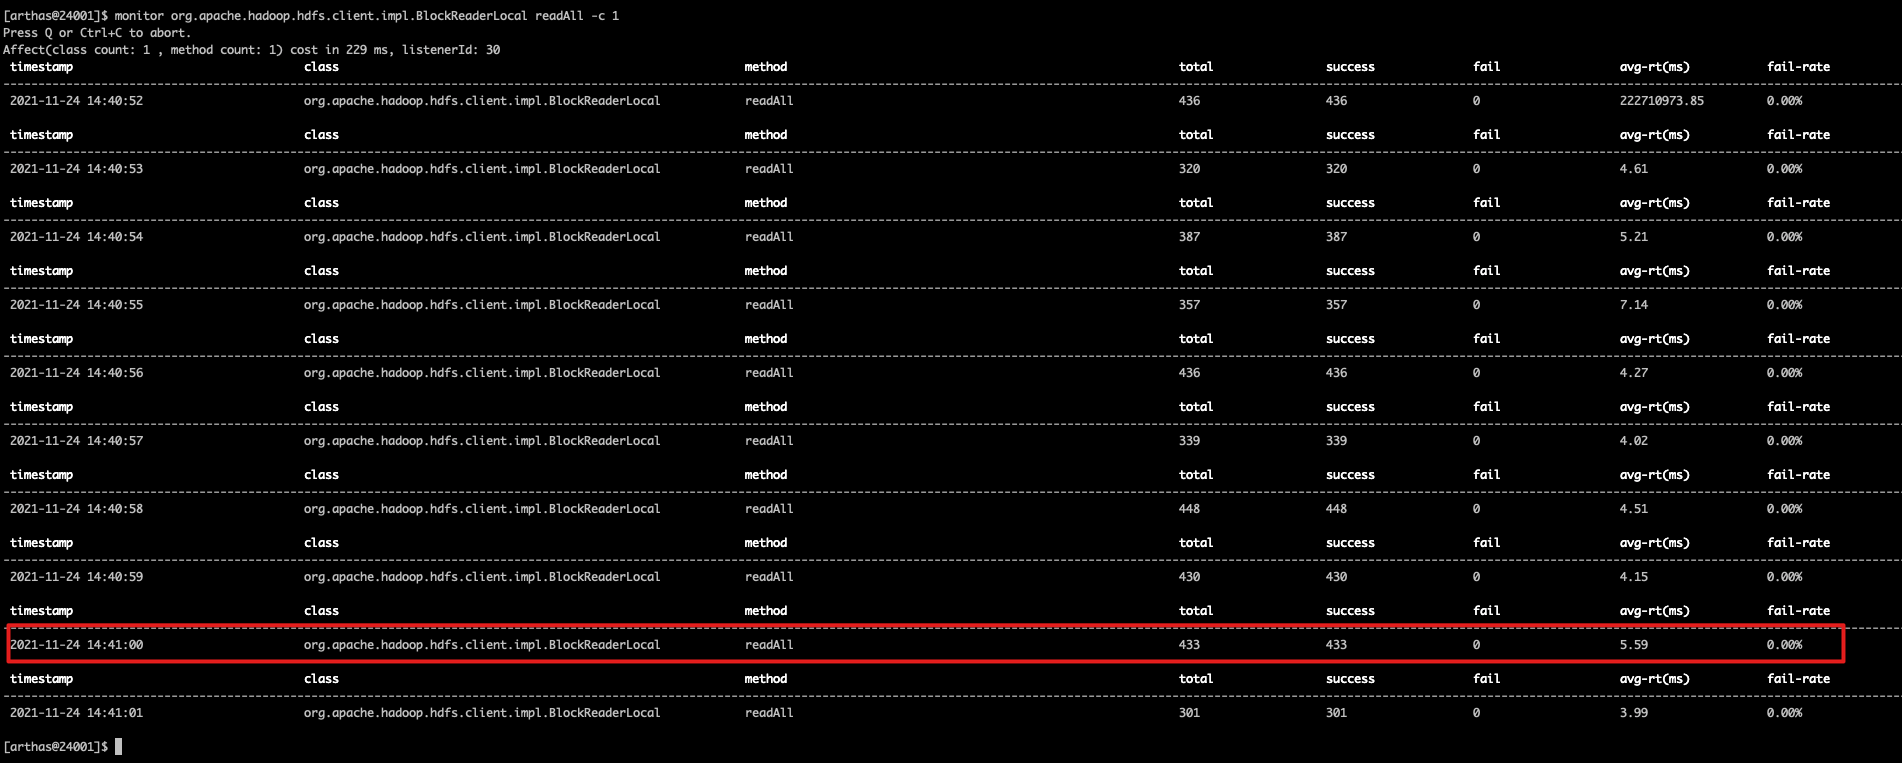 [arthas@24001]$ monitor org.apache.hadoop.hdfs.client.impl.BlockReaderLocal readAll -c 1
Press Q or Ctrl+C to abort.
Affect(class count: 1 , method count: 1) cost in 229 ms, listenerId: 30
timestamp class method total success fail avg-rt(ms) fail-rate
2021-11-24 14:40:52 org.apache.hadoop.hdfs.client.impl.BlockReaderLocal readAll 436 436 0 222710973.85 0.00%
timestamp class method total success fail avg-rt(ms) fail-rate
2021-11-24 14:40:53 org.apache.hadoop.hdfs.client.impl.BlockReaderLocal readAll 320 320 0 4.61 0.00%
timestamp class method total success fail avg-rt(ms) fail-rate
2021-11-24 14:40:54 org.apache.hadoop.hdfs.client.impl.BlockReaderLocal readAll 387 387 0 5.21 0.00%
timestamp class method total success fail avg-rt(ms) fail-rate
2021-11-24 14:40:55 org.apache.hadoop.hdfs.client.impl.BlockReaderLocal readAll 357 357 0 7.14 0.00%
timestamp class method total success fail avg-rt(ms) fail-rate
2021-11-24 14:40:56 org.apache.hadoop.hdfs.client.impl.BlockReaderLocal readAll 436 436 0 4.27 0.00%
timestamp class method total success fail avg-rt(ms) fail-rate
2021-11-24 14:40:57 org.apache.hadoop.hdfs.client.impl.BlockReaderLocal readAll 339 339 0 4.02 0.00%
timestamp class method total success fail avg-rt(ms) fail-rate
2021-11-24 14:40:58 org.apache.hadoop.hdfs.client.impl.BlockReaderLocal readAll 448 448 0 4.51 0.00%
timestamp class method total success fail avg-rt(ms) fail-rate
2021-11-24 14:40:59 org.apache.hadoop.hdfs.client.impl.BlockReaderLocal readAll 430 430 0 4.15 0.00%
timestamp class method total success fail avg-rt(ms) fail-rate
2021-11-24 14:41:00 org.apache.hadoop.hdfs.client.impl.BlockReaderLocal readAll 433 433 0 5.59 0.00%
timestamp class method total success fail avg-rt(ms) fail-rate
2021-11-24 14:41:01 org.apache.hadoop.hdfs.client.impl.BlockReaderLocal readAll 301 301 0 3.99 0.00%
[arthas@24001]$